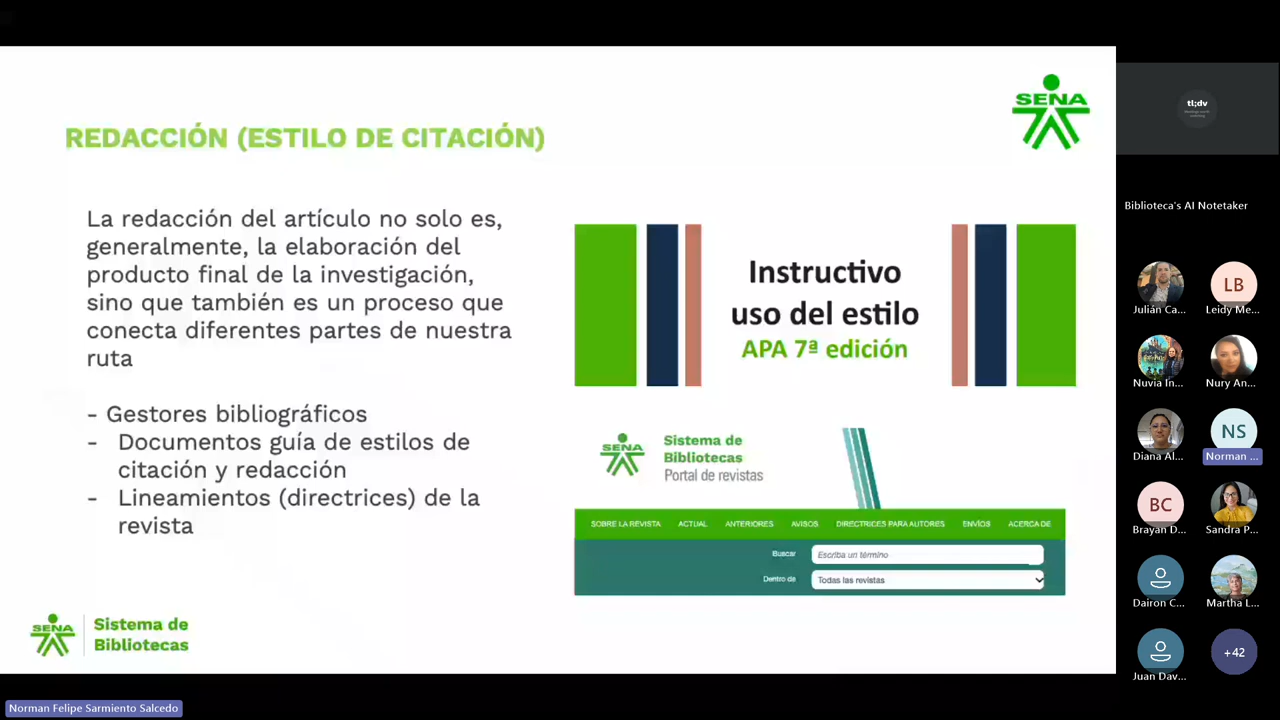 SENA
REDACCIÓN (ESTILO DE CITACIÓN)
La redacción del artículo no solo es,
generalmente, la elaboración del
producto final de la investigación,
sino que también es un proceso que
conecta diferentes partes de nuestra
ruta
- Gestores bibliográficos
- Documentos guía de estilos de
citación y redacción
- Lineamientos (directrices) de la
revista
Instructivo
uso del estilo
APA 7ª edición
SENA
Sistema de
Bibliotecas
Portal de revistas
SOBRE LA REVISTA ACTUAL ANTERIORES AVISOS DIRECTRICES PARA AUTORES ENVÍOS ACERCA DE
Buscar Escriba un término
Dentro de Todas las revistas
SENA
Sistema de
Bibliotecas
Norman Felipe Sarmiento Salcedo
tl;dv
Biblioteca's AI Notetaker
LB
Julián Ca... Leidy Me...
Nuvia In... Nury An...
NS
Diana Al... Norman ...
BC
Brayan D... Sandra P...
Dairon C... Martha L...
+42
Juan Dav...